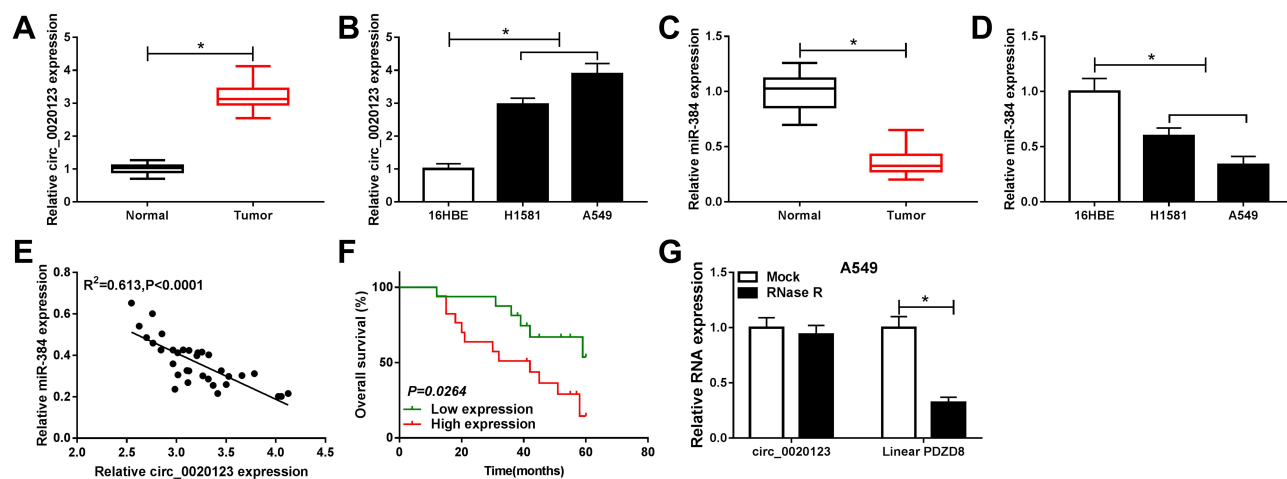 A
Relative circ_0020123 expression
5
4
3
2
1
0
*
Normal
Tumor
B
Relative circ_0020123 expression
5
4
3
2
1
0
*
16HBE
H1581
A549
C
Relative miR-384 expression
1.5
1.0
0.5
0.0
*
Normal
Tumor
D
Relative miR-384 expression
1.5
1.0
0.5
0.0
*
16HBE
H1581
A549
E
Relative miR-384 expression
0.8
0.6
0.4
0.2
0.0
R²=0.613,P<0.0001
2.0 2.5 3.0 3.5 4.0 4.5
Relative circ_0020123 expression
F
Overall survival (%)
100
50
0
P=0.0264
Low expression
High expression
0 20 40 60 80
Time(months)
G
A549
Relative RNA expression
1.5
1.0
0.5
0.0
Mock
RNase R
*
circ_0020123
Linear PDZD8